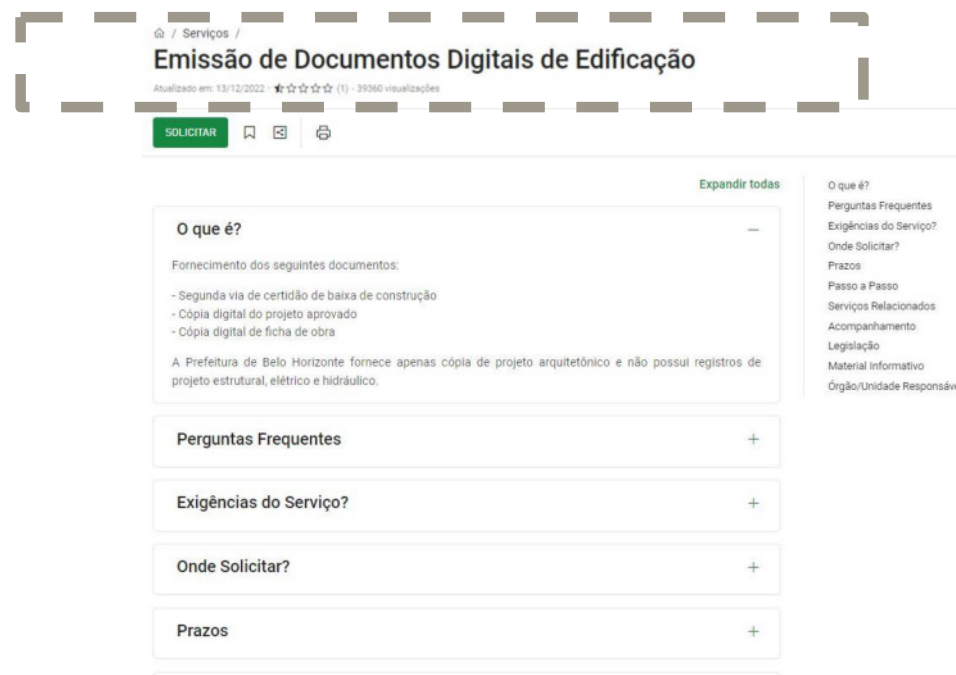 / Serviços /
Emissão de Documentos Digitais de Edificação
Atualizado em: 13/12/2022 - (1) - 39360 visualizações
SOLICITAR
Expandir todas
O que é?
Fornecimento dos seguintes documentos:
- Segunda via de certidão de baixa de construção
- Cópia digital do projeto aprovado
- Cópia digital de ficha de obra
A Prefeitura de Belo Horizonte fornece apenas cópia de projeto arquitetônico e não possui registros de
projeto estrutural, elétrico e hidráulico.
Perguntas Frequentes
Exigências do Serviço?
Onde Solicitar?
Prazos
O que é?
Perguntas Frequentes
Exigências do Serviço?
Onde Solicitar?
Prazos
Passo a Passo
Serviços Relacionados
Acompanhamento
Legislação
Material Informativo
Órgão/Unidade Responsáve